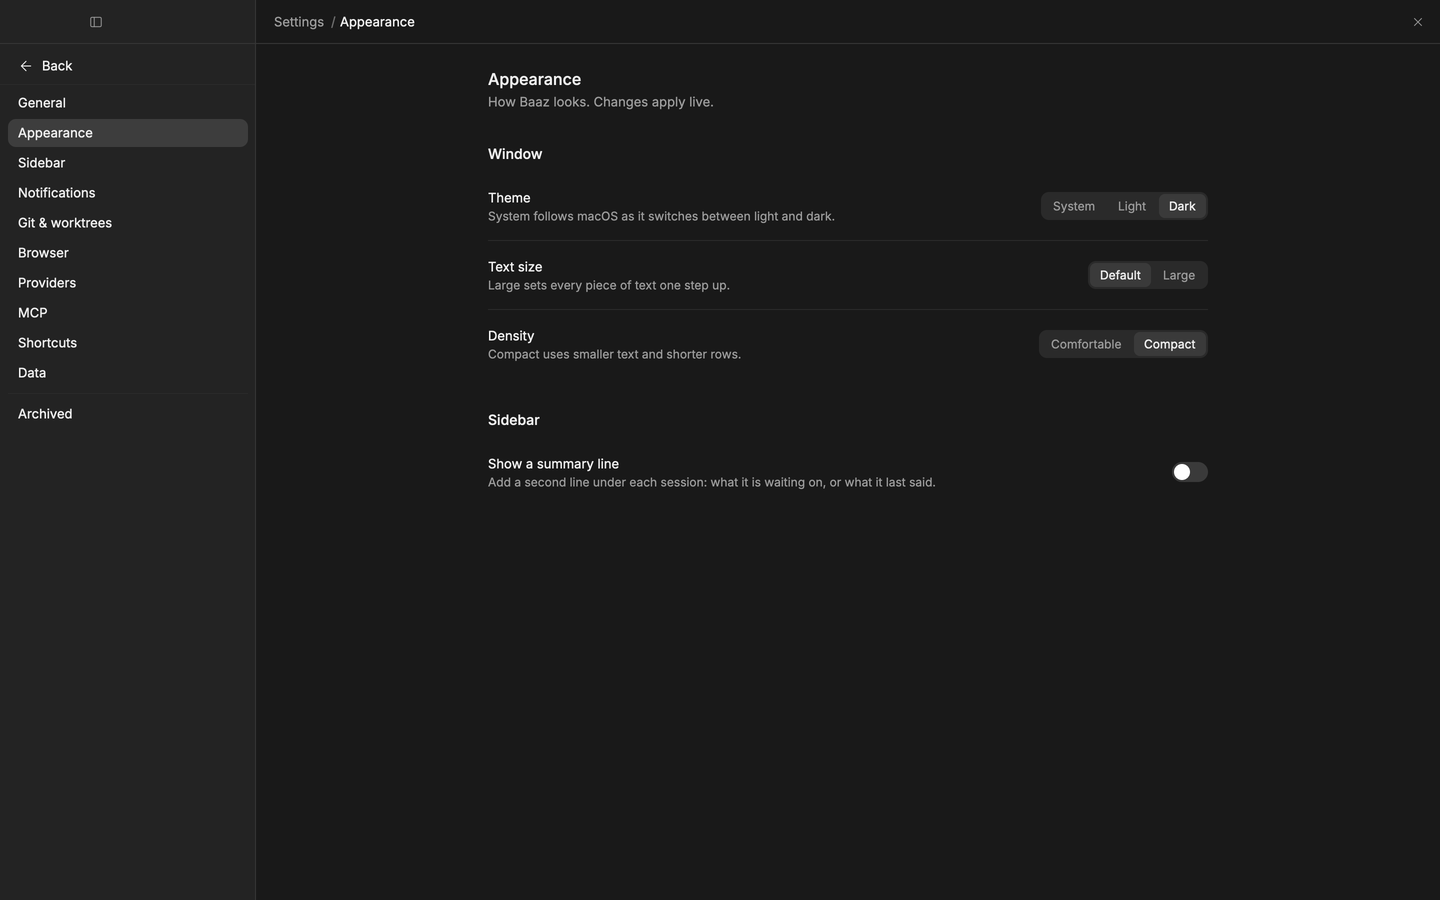 Settings / Appearance
Back
General
Appearance
Sidebar
Notifications
Git & worktrees
Browser
Providers
MCP
Shortcuts
Data
Archived
Appearance
How Baaz looks. Changes apply live.
Window
Theme
System follows macOS as it switches between light and dark.
System Light Dark
Text size
Large sets every piece of text one step up.
Default Large
Density
Compact uses smaller text and shorter rows.
Comfortable Compact
Sidebar
Show a summary line
Add a second line under each session: what it is waiting on, or what it last said.